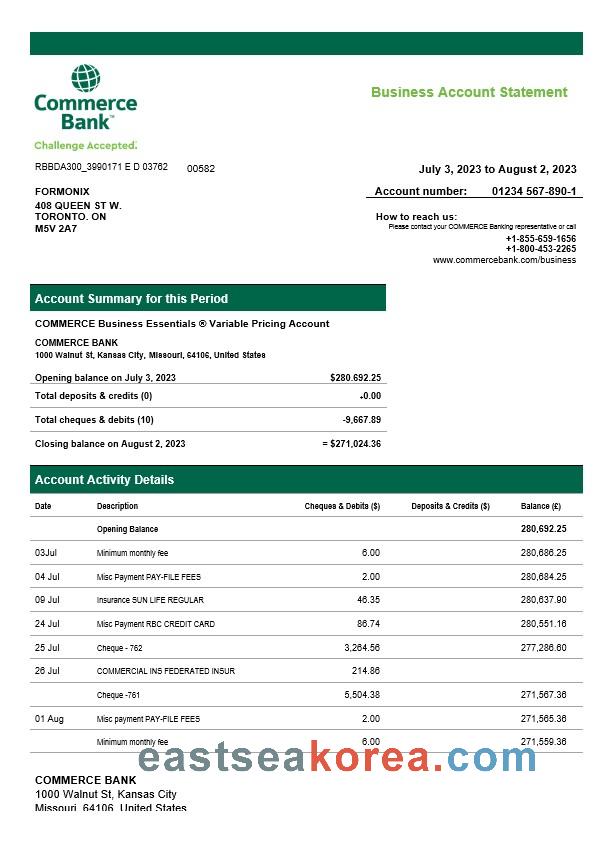 Commerce
Bank™
Challenge Accepted.
Business Account Statement
RBBDA300_3990171 E D 03762 00582
July 3, 2023 to August 2, 2023
FORMONIX
Account number: 01234 567-890-1
408 QUEEN ST W.
TORONTO. ON
M5V 2A7
How to reach us:
Please contact your COMMERCE Banking representative or call
+1-855-659-1656
+1-800-453-2265
www.commercebank.com/business
Account Summary for this Period
COMMERCE Business Essentials ® Variable Pricing Account
COMMERCE BANK
1000 Walnut St, Kansas City, Missouri, 64106, United States
Opening balance on July 3, 2023 $280.692.25
Total deposits & credits (0) +0.00
Total cheques & debits (10) -9,667.89
Closing balance on August 2, 2023 = $271,024.36
Account Activity Details
Date Description Cheques & Debits ($) Deposits & Credits ($) Balance (£)
Opening Balance 280,692.25
03Jul Minimum monthly fee 6.00 280,686.25
04 Jul Misc Payment PAY-FILE FEES 2.00 280,684.25
09 Jul Insurance SUN LIFE REGULAR 46.35 280,637.90
24 Jul Misc Payment RBC CREDIT CARD 86.74 280,551.16
25 Jul Cheque - 762 3,264.56 277,286.60
26 Jul COMMERCIAL INS FEDERATED INSUR 214.86
Cheque -761 5,504.38 271,567.36
01 Aug Misc payment PAY-FILE FEES 2.00 271,565.36
Minimum monthly fee 6.00 271,559.36
eastseakorea.com
COMMERCE BANK
1000 Walnut St, Kansas City
Missouri, 64106, United States